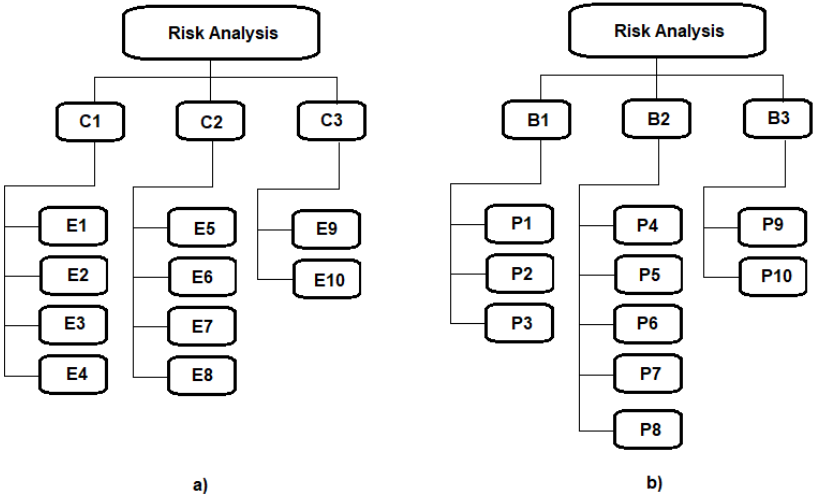 Risk Analysis
C1
C2
C3
E1
E2
E3
E4
E5
E6
E7
E8
E9
E10
a)
Risk Analysis
B1
B2
B3
P1
P2
P3
P4
P5
P6
P7
P8
P9
P10
b)